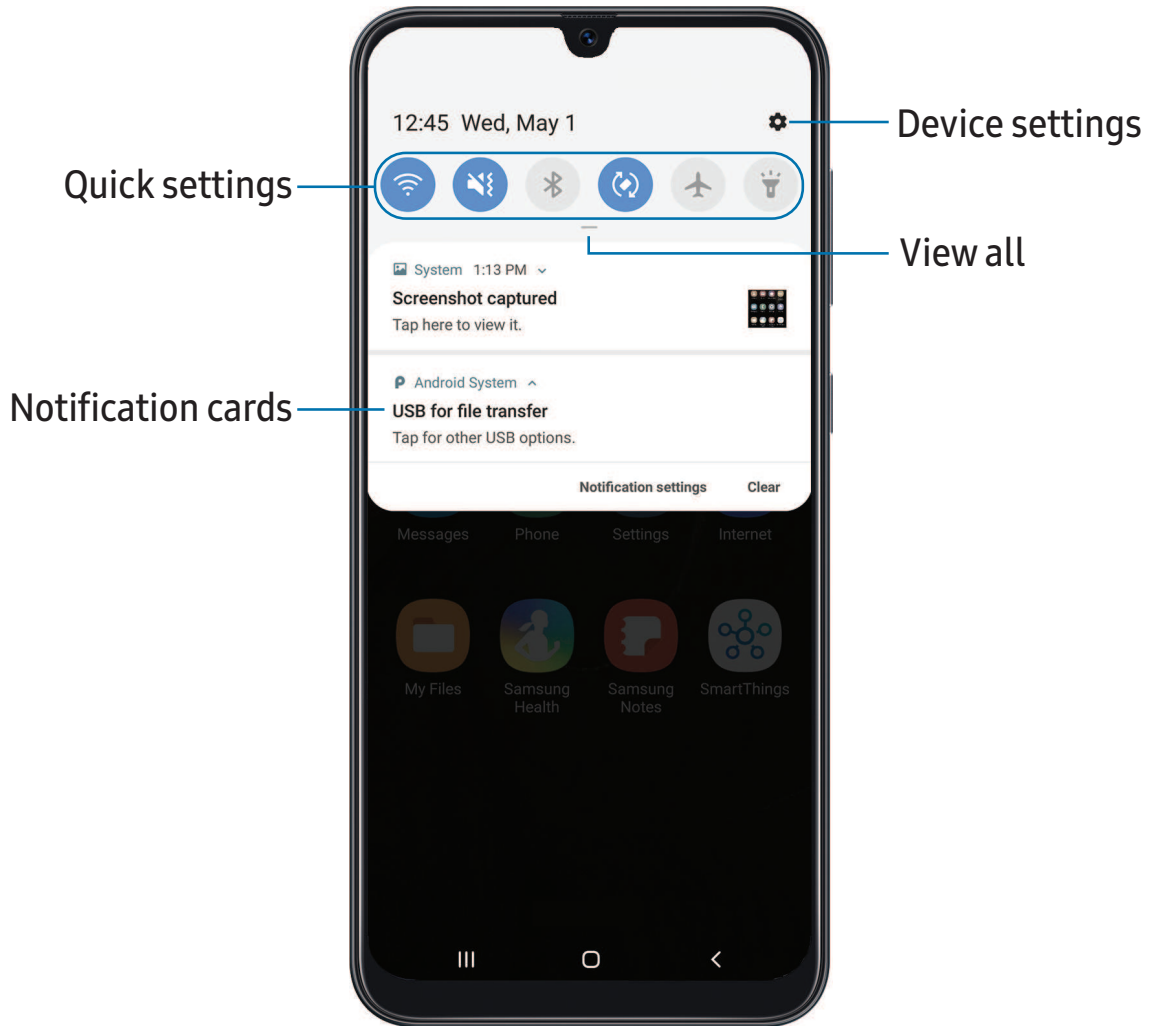 12:45 Wed, May 1
Device settings
Quick settings
View all
System 1:13 PM
Screenshot captured
Tap here to view it.
Android System
Notification cards
USB for file transfer
Tap for other USB options.
Notification settings Clear
Messages Phone Settings Internet
My Files Samsung Health Samsung Notes SmartThings